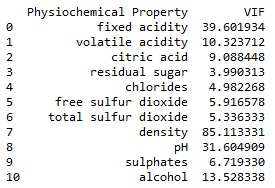 Physiochemical Property VIF
0 fixed acidity 39.601934
1 volatile acidity 10.323712
2 citric acid 9.088448
3 residual sugar 3.990313
4 chlorides 4.982268
5 free sulfur dioxide 5.916578
6 total sulfur dioxide 5.336333
7 density 85.113331
8 pH 31.604909
9 sulphates 6.719330
10 alcohol 13.528338